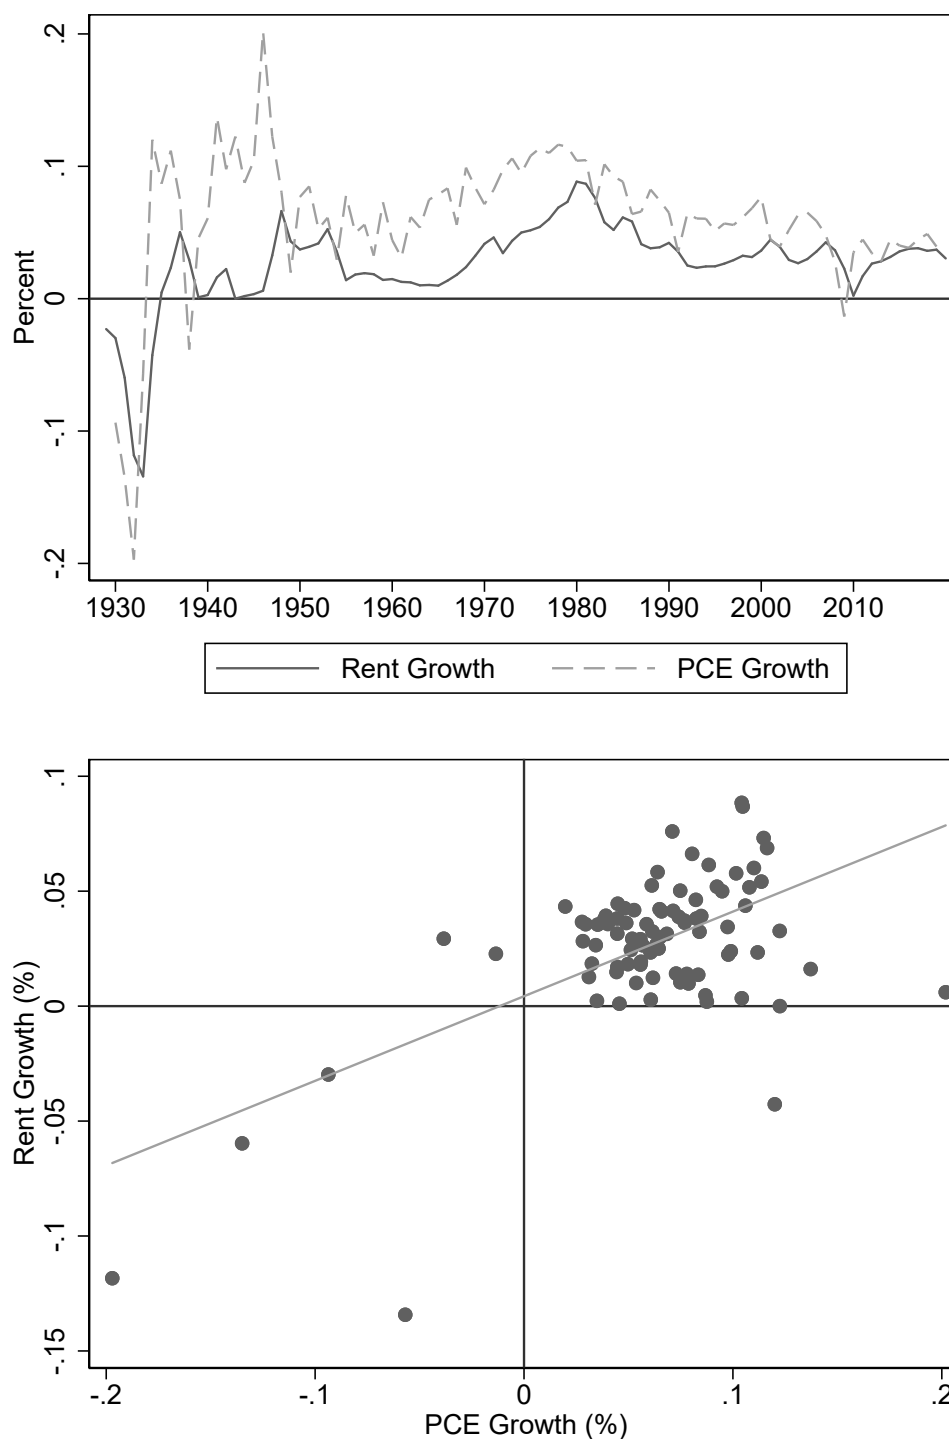 Percent
.2
.1
0
-.1
-.2
1930 1940 1950 1960 1970 1980 1990 2000 2010
Rent Growth PCE Growth
Rent Growth (%)
.1
.05
0
-.05
-.1
-.15
-.2 -.1 0 .1 .2
PCE Growth (%)